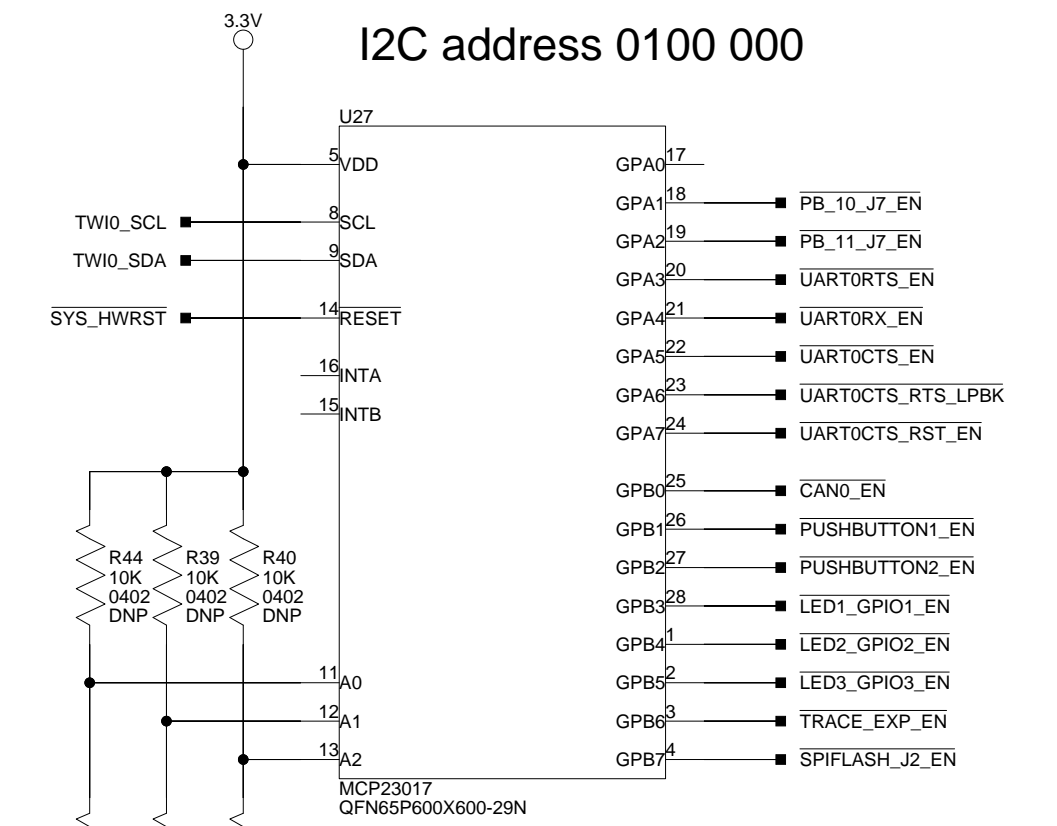 3.3V
I2C address 0100 000
U27
5
VDD
GPA0
17
GPA1
18
PB_10_J7_EN
TWI0_SCL
8
SCL
GPA2
19
PB_11_J7_EN
TWI0_SDA
9
SDA
GPA3
20
UART0RTS_EN
SYS_HWRST
14
RESET
GPA4
21
UART0RX_EN
GPA5
22
UART0CTS_EN
16
INTA
GPA6
23
UART0CTS_RTS_LPBK
15
INTB
GPA7
24
UART0CTS_RST_EN
GPB0
25
CAN0_EN
GPB1
26
PUSHBUTTON1_EN
GPB2
27
PUSHBUTTON2_EN
GPB3
28
LED1_GPIO1_EN
GPB4
1
LED2_GPIO2_EN
GPB5
2
LED3_GPIO3_EN
GPB6
3
TRACE_EXP_EN
GPB7
4
SPIFLASH_J2_EN
R44
10K
0402
DNP
R39
10K
0402
DNP
R40
10K
0402
DNP
11
A0
12
A1
13
A2
MCP23017
QFN65P600X600-29N